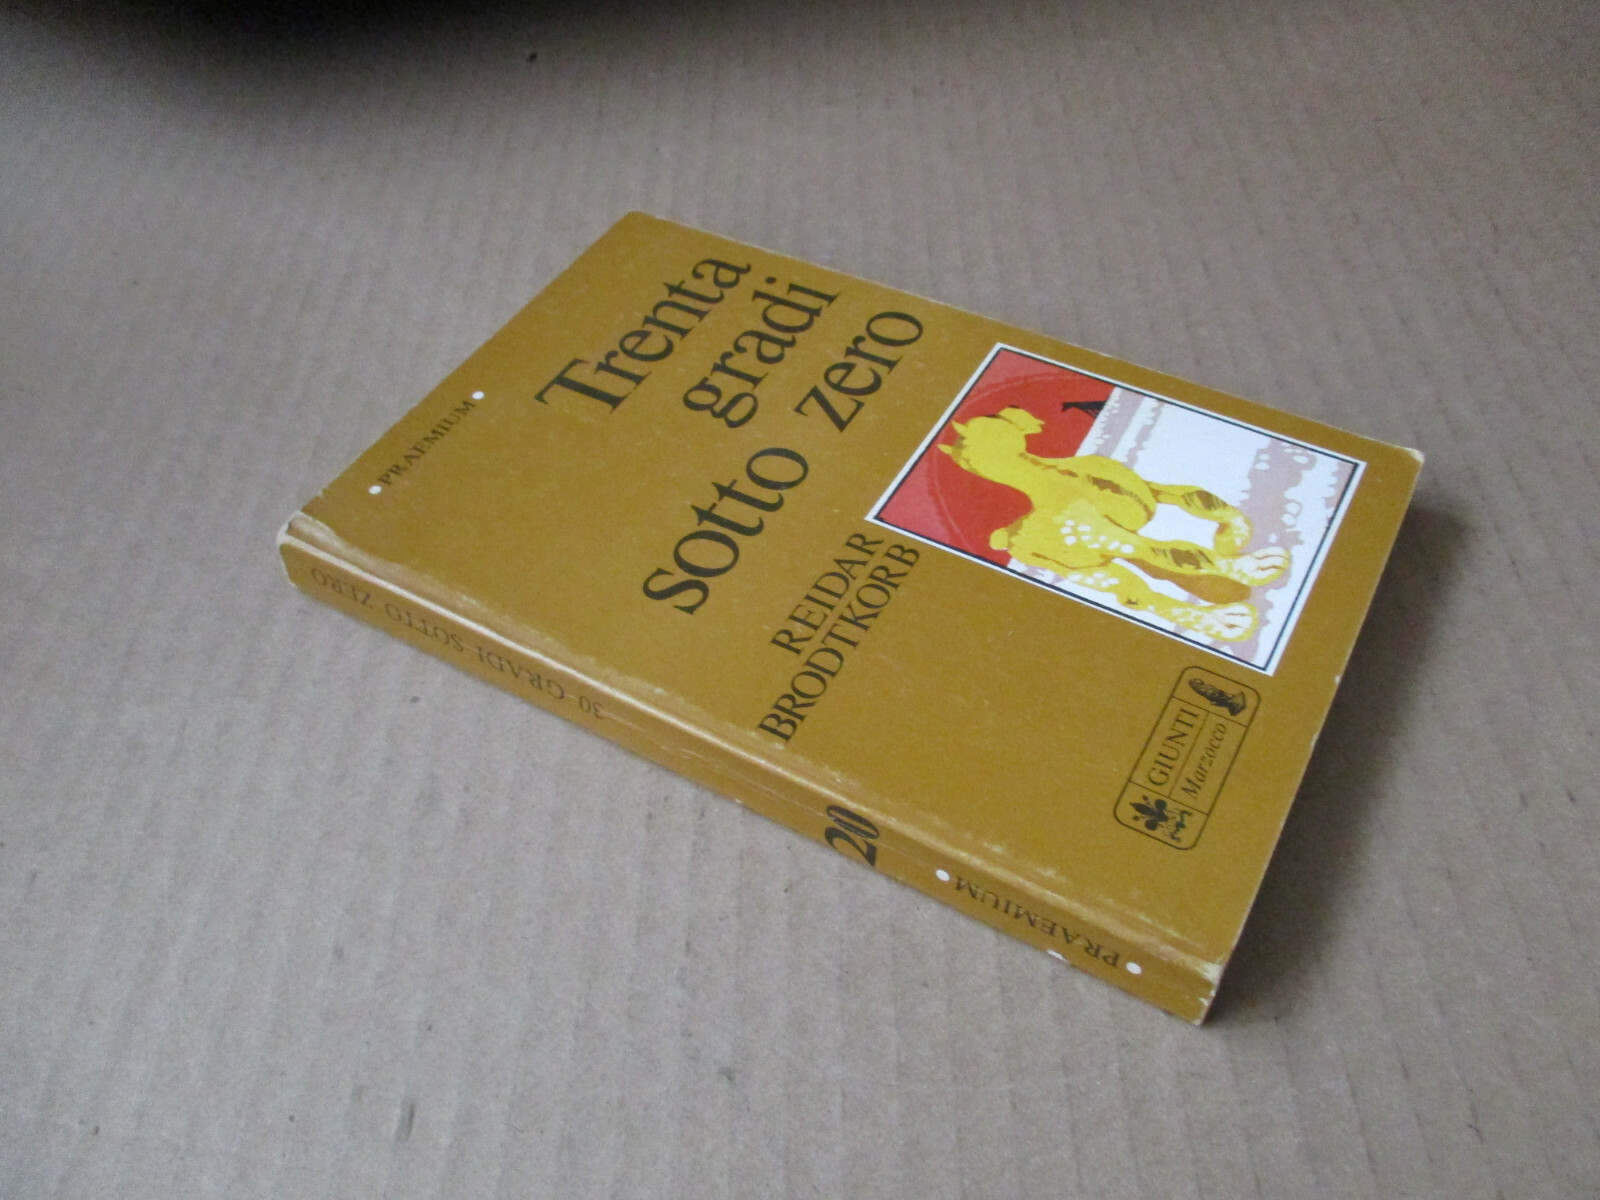 PRAEMIUM
Trenta
gradi
sotto zero
REIDAR
BRODTKORB
GIUNTI
Marzocco
30 GRADI SOTTO ZERO
20
PRAEMIUM